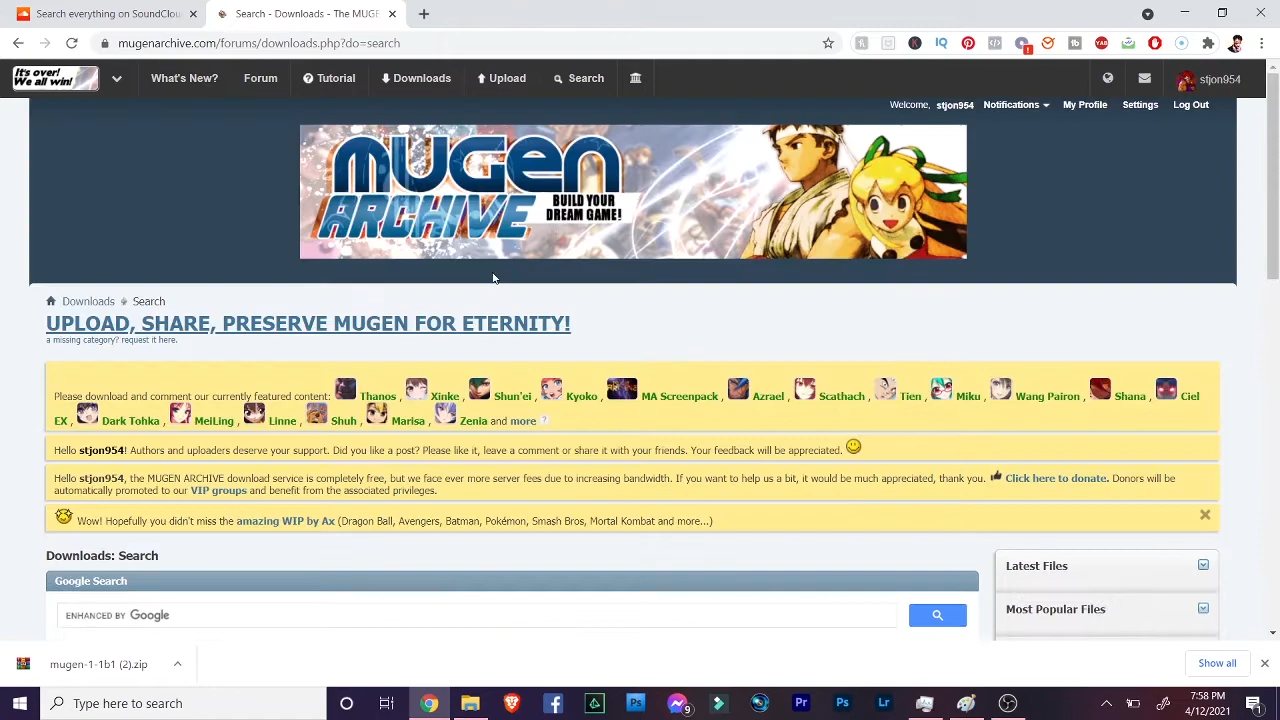 Search everything on SoundClou
Search - Downloads - The MUGE
mugenarchive.com/forums/downloads.php?do=search
It's over!
We all win!
What's New?
Forum
Tutorial
Downloads
Upload
Search
stjon954
Welcome, stjon954 Notifications My Profile Settings Log Out
MUGEN
ARCHIVE
BUILD YOUR
DREAM GAME!
Downloads Search
UPLOAD, SHARE, PRESERVE MUGEN FOR ETERNITY!
a missing category? request it here.
Please download and comment our currently featured content: Thanos , Xinke , Shun'ei , Kyoko , MA Screenpack , Azrael , Scathach , Tien , Miku , Wang Pairon , Shana , Ciel
EX , Dark Tohka , MeiLing , Linne , Shuh , Marisa , Zenia and more ?
Hello stjon954! Authors and uploaders deserve your support. Did you like a post? Please like it, leave a comment or share it with your friends. Your feedback will be appreciated.
Hello stjon954, the MUGEN ARCHIVE download service is completely free, but we face ever more server fees due to increasing bandwidth. If you want to help us a bit, it would be much appreciated, thank you. Click here to donate. Donors will be
automatically promoted to our VIP groups and benefit from the associated privileges.
Wow! Hopefully you didn't miss the amazing WIP by Ax (Dragon Ball, Avengers, Batman, Pokémon, Smash Bros, Mortal Kombat and more...)
Downloads: Search
Google Search
ENHANCED BY Google
Latest Files
Most Popular Files
mugen-1-1b1 (2).zip
Show all
Type here to search
9
7:58 PM
4/12/2021